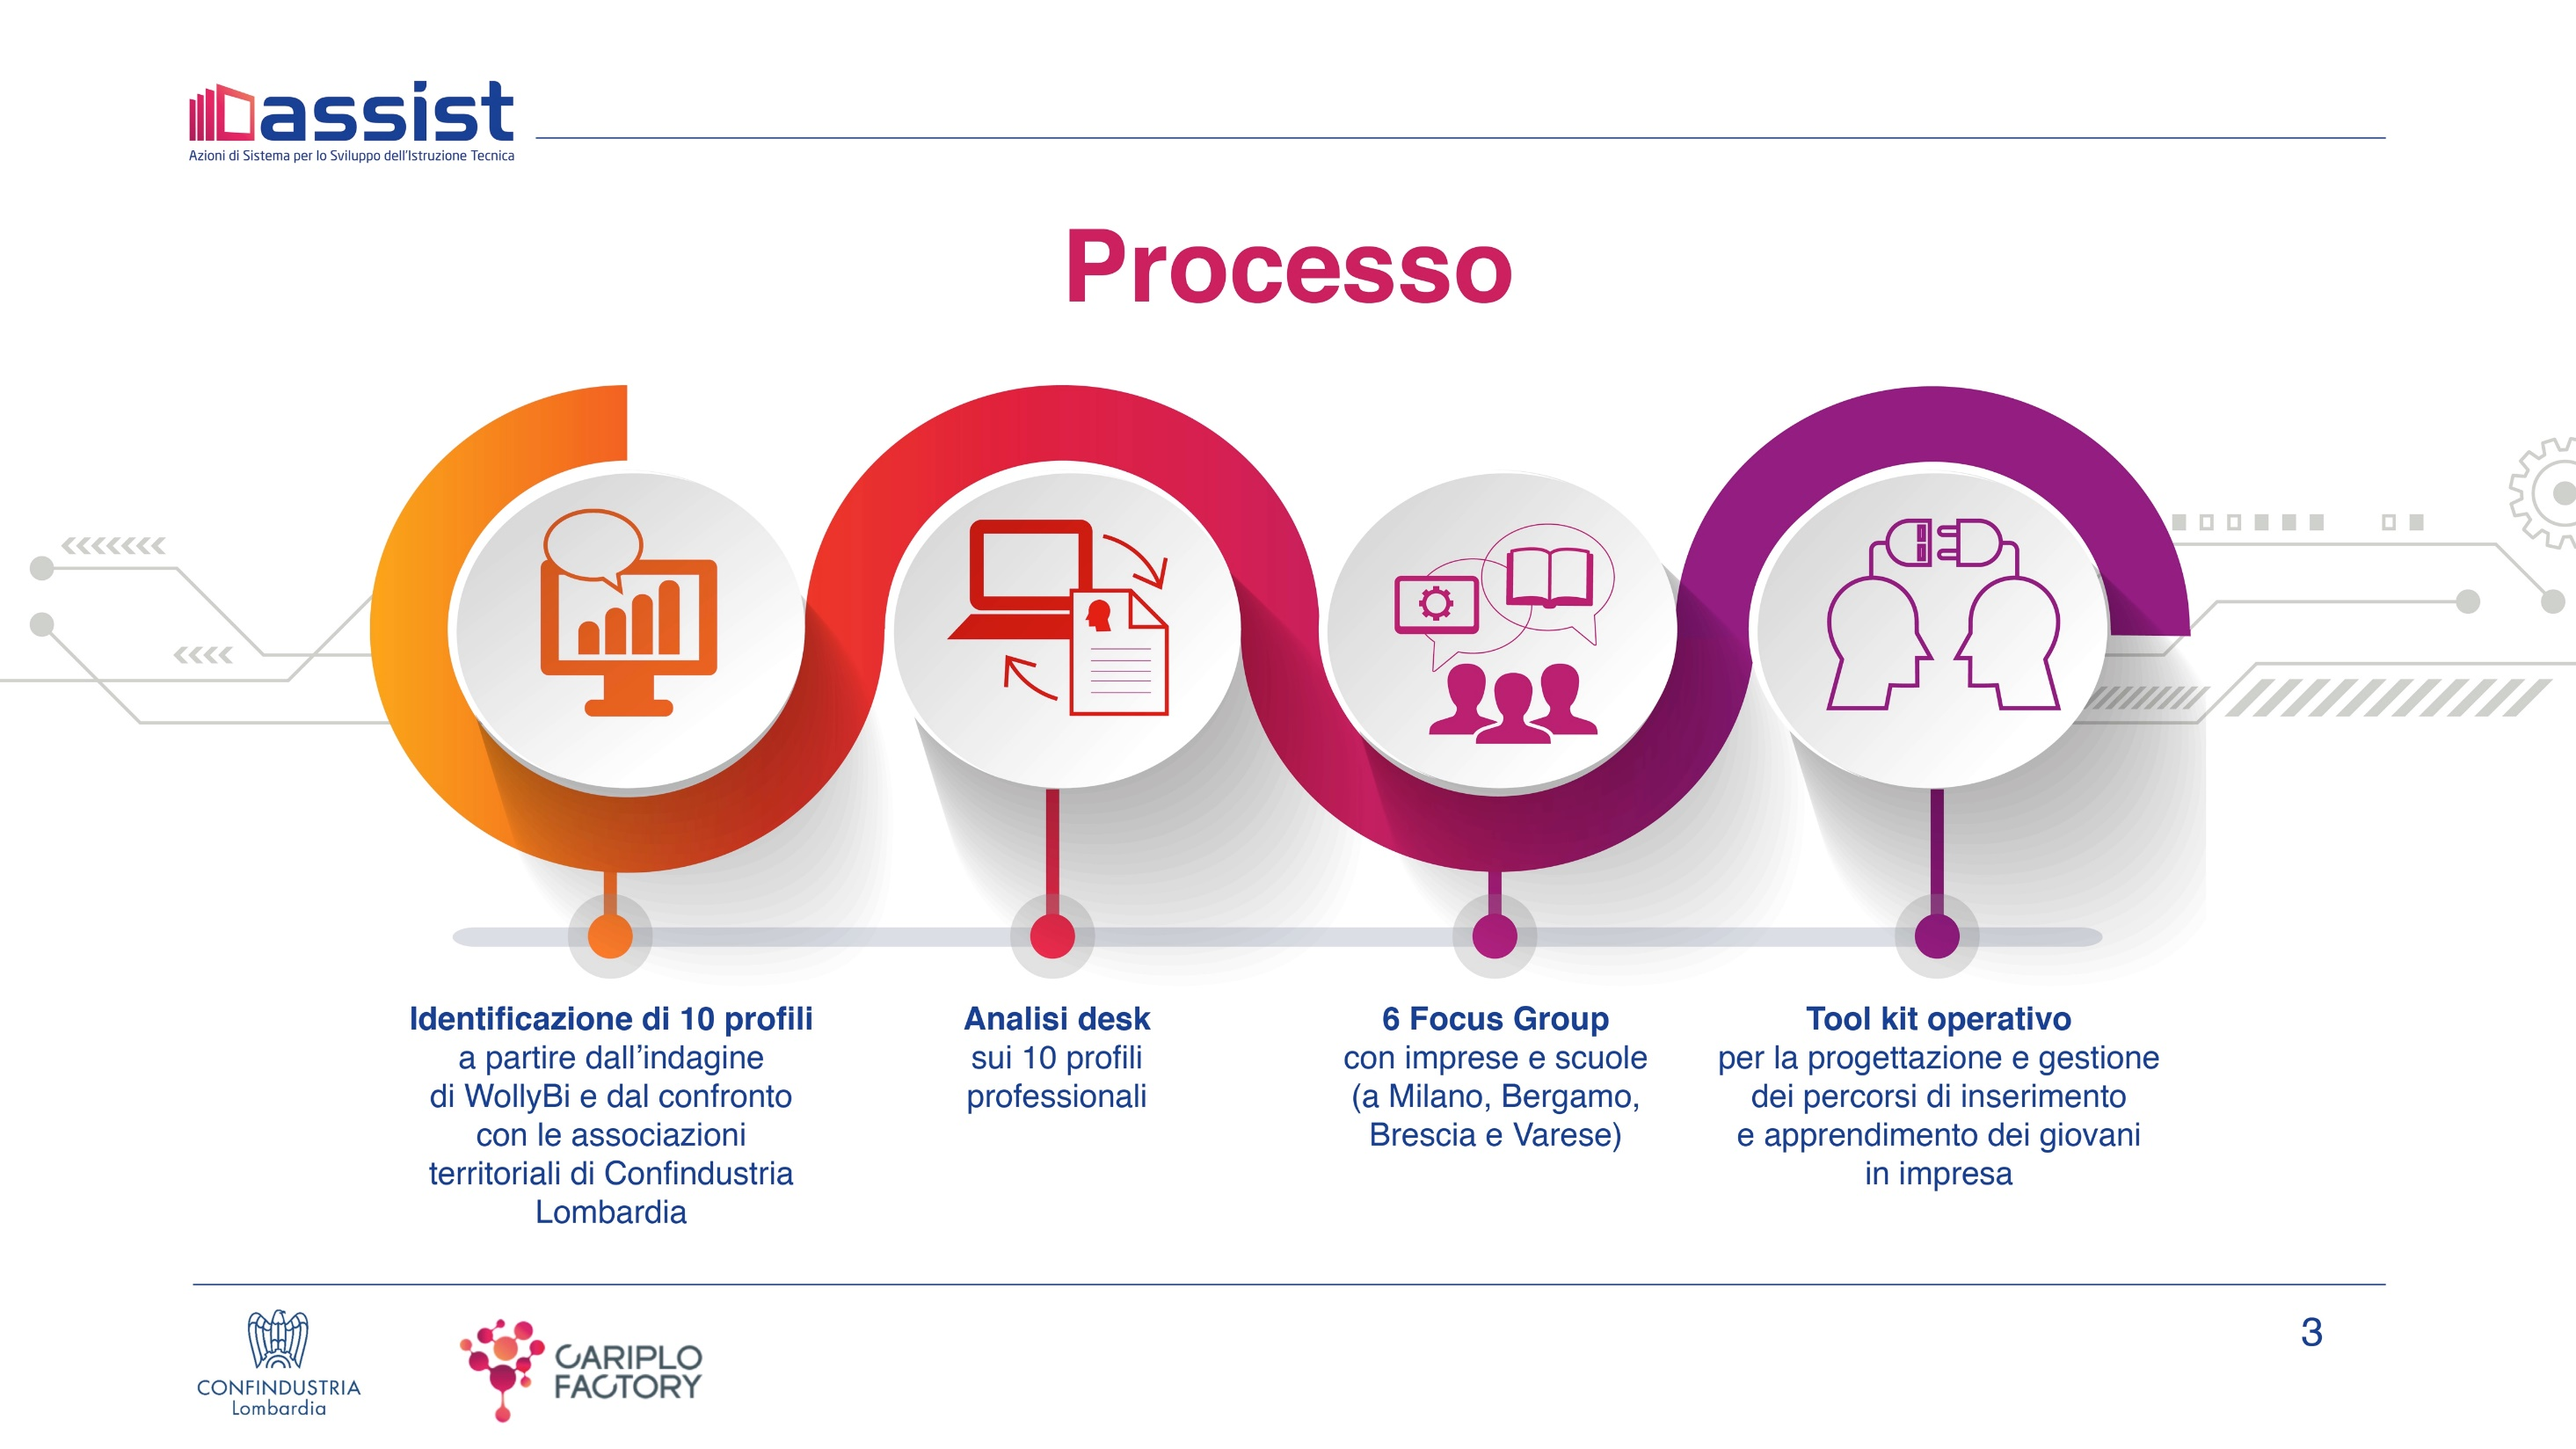 assist
Azioni di Sistema per lo Sviluppo dell'Istruzione Tecnica
Processo
Identificazione di 10 profili
a partire dall'indagine
di WollyBi e dal confronto
con le associazioni
territoriali di Confindustria
Lombardia
Analisi desk
sui 10 profili
professionali
6 Focus Group
con imprese e scuole
(a Milano, Bergamo,
Brescia e Varese)
Tool kit operativo
per la progettazione e gestione
dei percorsi di inserimento
e apprendimento dei giovani
in impresa
CONFINDUSTRIA
Lombardia
CARIPLO
FACTORY
3